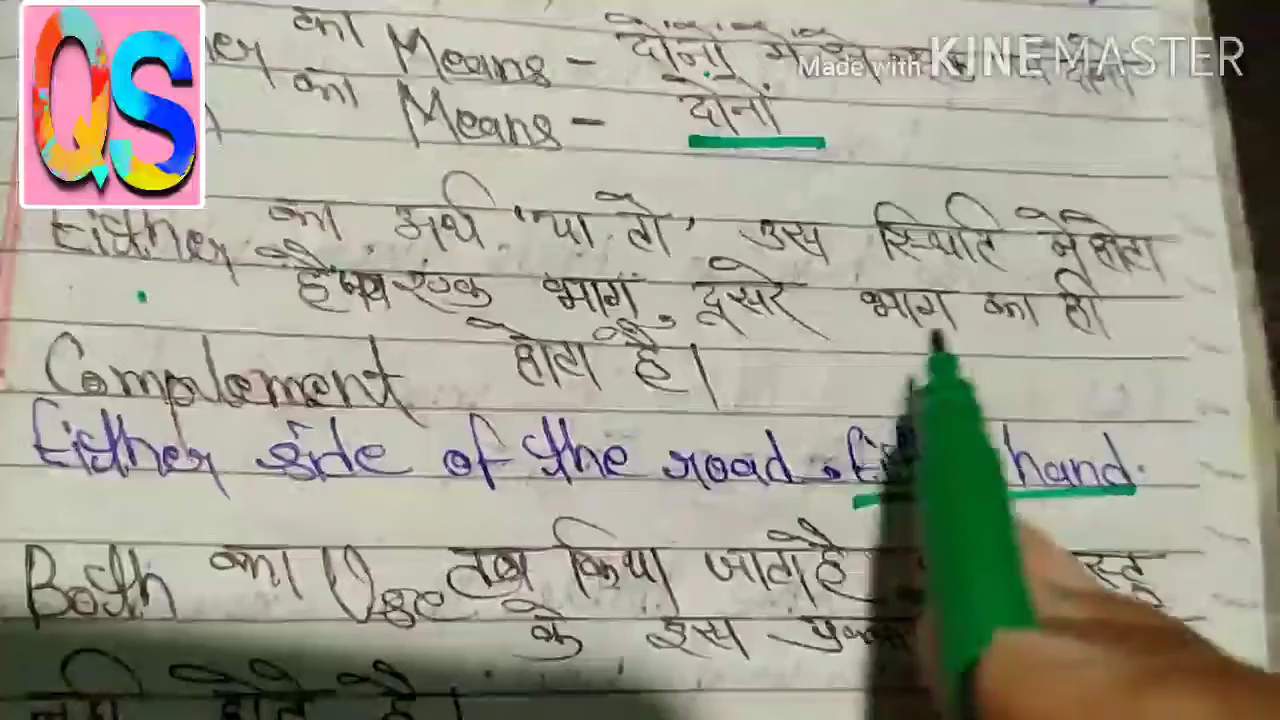 QS
Made with KINEMASTER
का Means - दोनों में से
का Means - दोनों
Either का अर्थ 'या तो' उस स्थिति में होता
है जब एक भाग, दूसरे भाग का ही
Complement होता है।
Either side of the road, hand.
Both का Use तब किया जाता है
के इस
नही होते है।